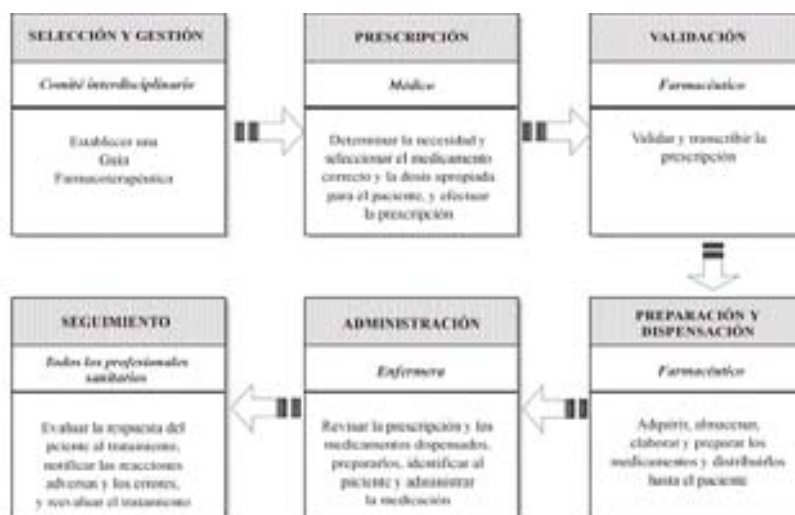 SELECCIÓN Y GESTIÓN
Comité interdisciplinario
Establecer una
Guía
Farmacoterapéutica
PRESCRIPCIÓN
Médico
Determinar la necesidad y
seleccionar el medicamento
correcto y la dosis apropiada
para el paciente, y efectuar
la prescripción
VALIDACIÓN
Farmacéutico
Validar y transcribir la
prescripción
PREPARACIÓN Y
DISPENSACIÓN
Farmacéutico
Adquirir, almacenar,
elaborar y preparar los
medicamentos y distribuirlos
hasta el paciente
ADMINISTRACIÓN
Enfermera
Revisar la prescripción y los
medicamentos dispensados,
prepararlos, identificar al
paciente y administrar
la medicación
SEGUIMIENTO
Todos los profesionales
sanitarios
Evaluar la respuesta del
pciente al tratamiento,
notificar las reacciones
adversas y los errores,
y reevaluar el tratamiento